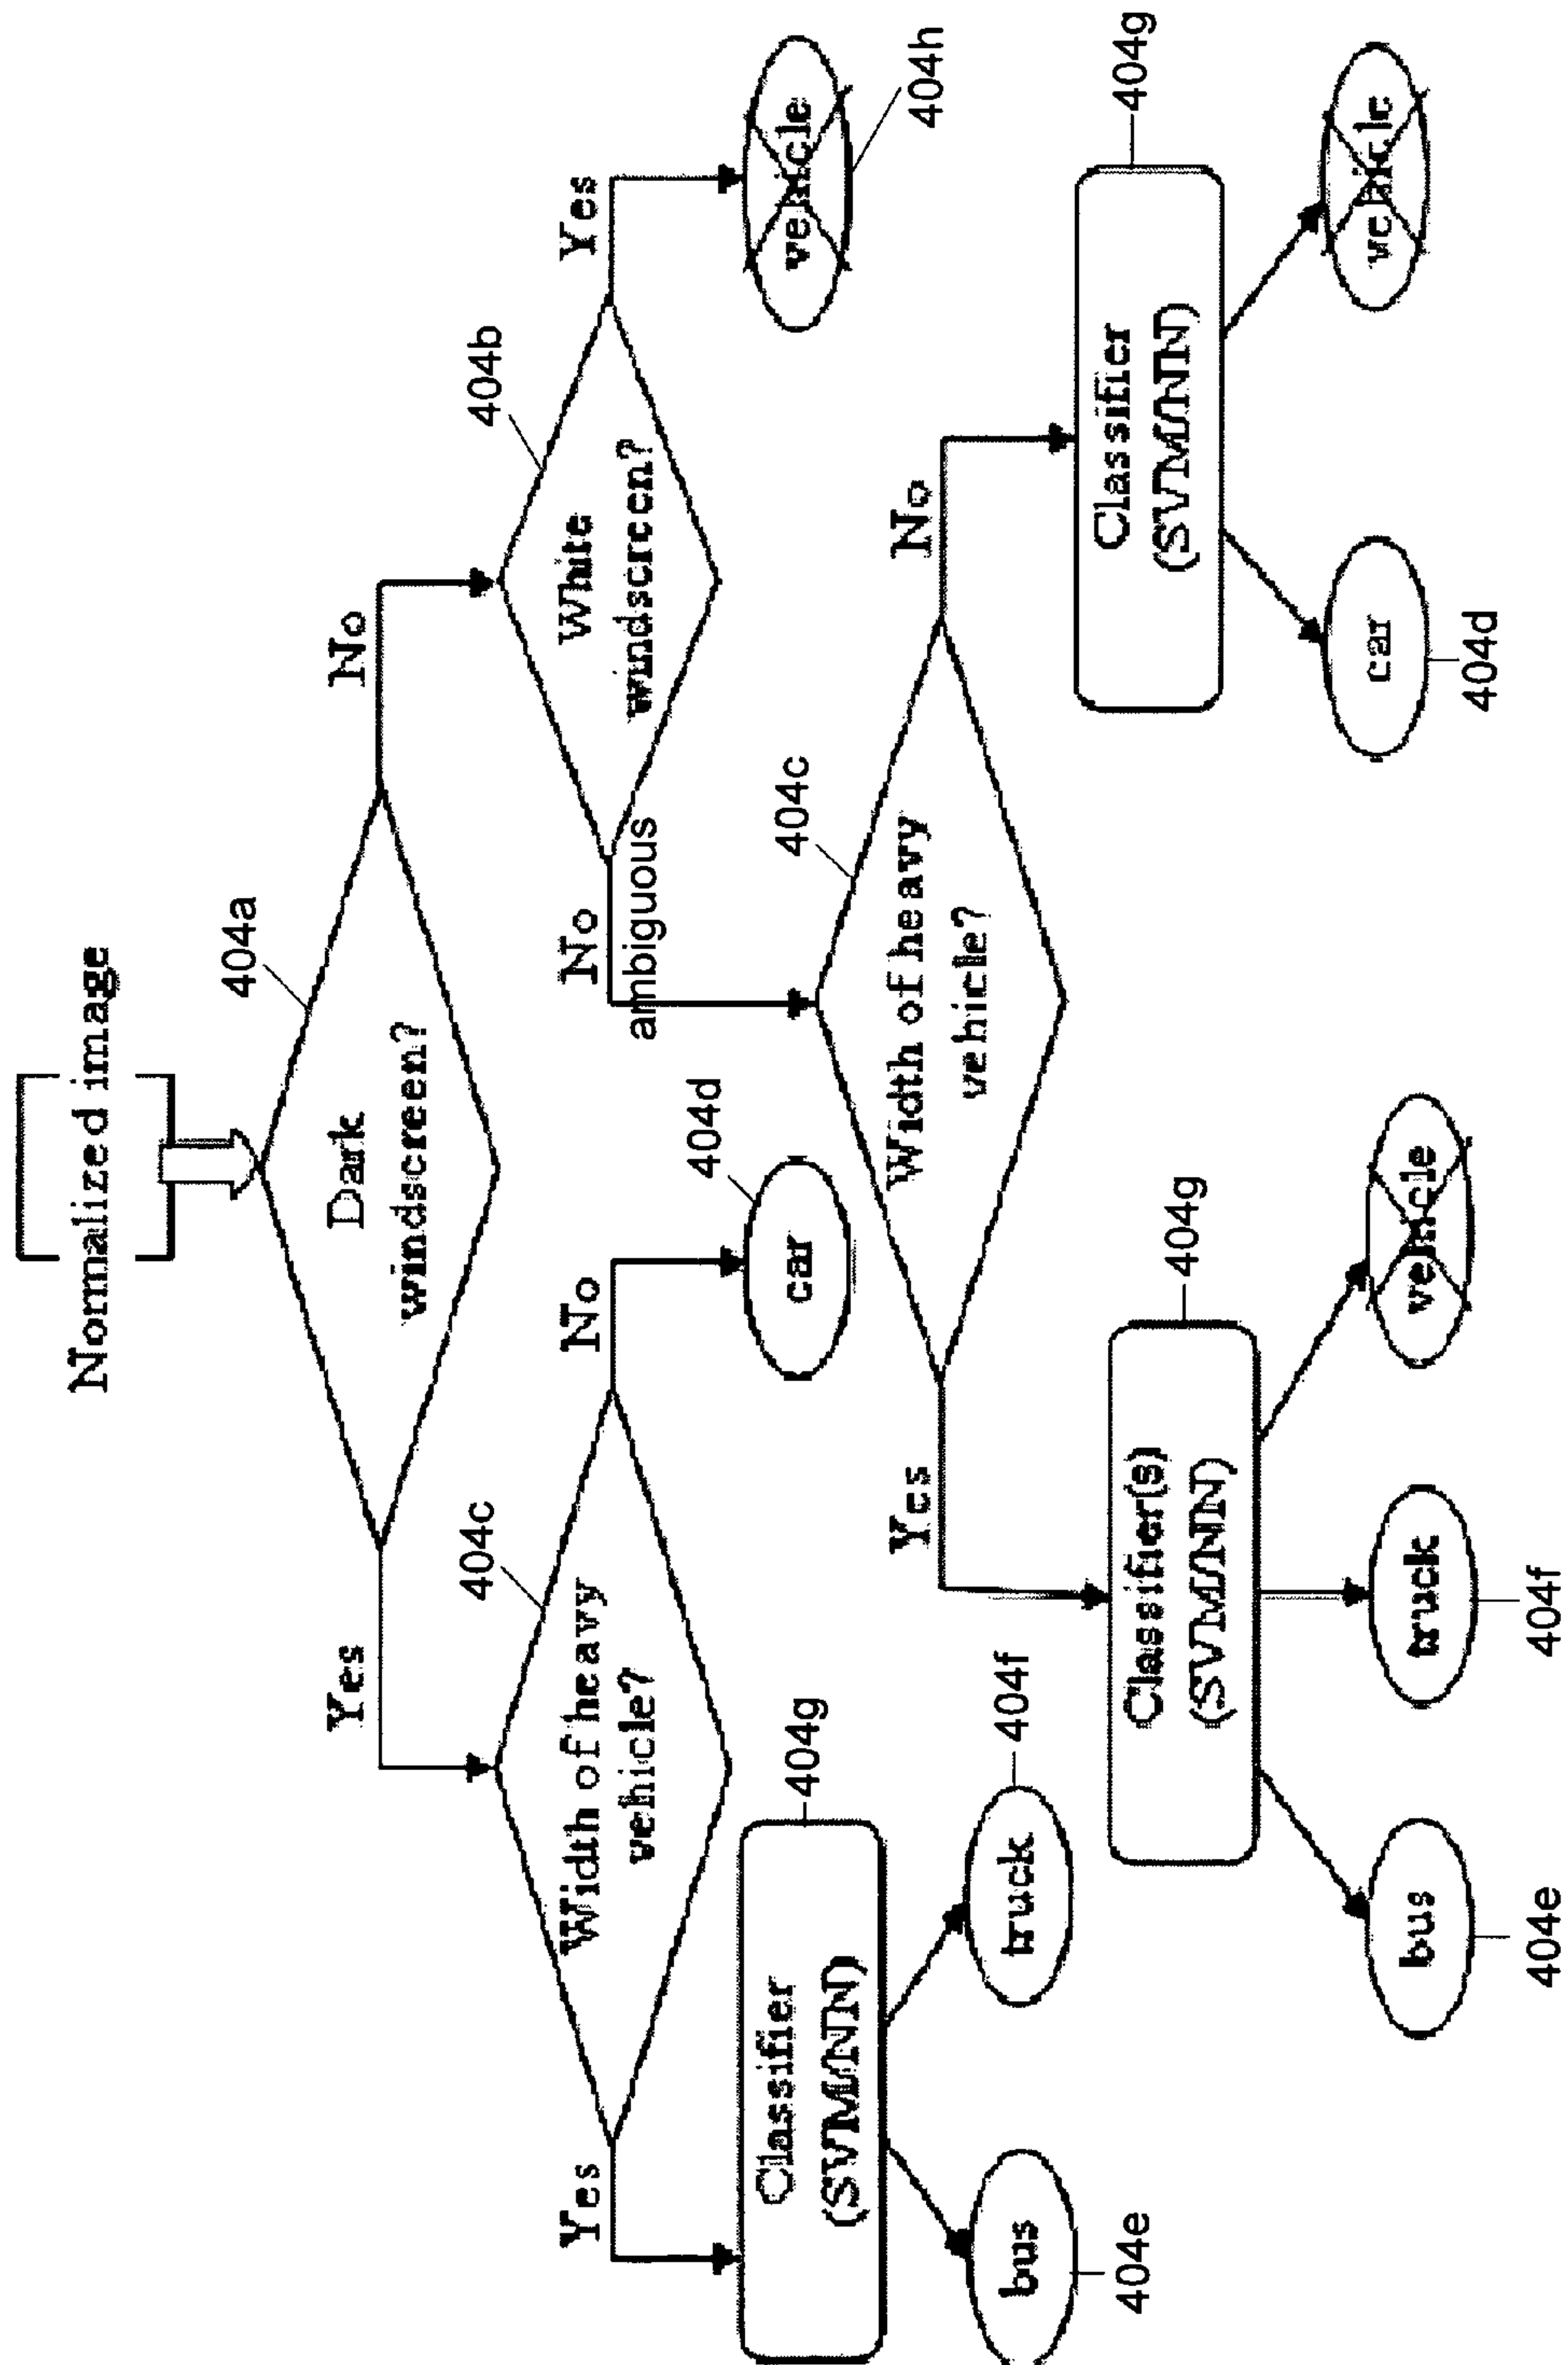 Nomalized image
404a
Dark
windscreen?
Yes
No
404c
Width of heavy
vehicle?
404b
White
windscreen?
Yes
No
No
ambiguous
Yes
404g
Classifier
(SVM/NN)
404d
car
404c
Width of heavy
vehicle?
vehicle
404h
bus
404e
truck
404f
Yes
No
Classifier(s)
(SVM/NN)
404g
Classifier
(SVM/NN)
404g
bus
404e
truck
404f
vehicle
car
404d
vehicle